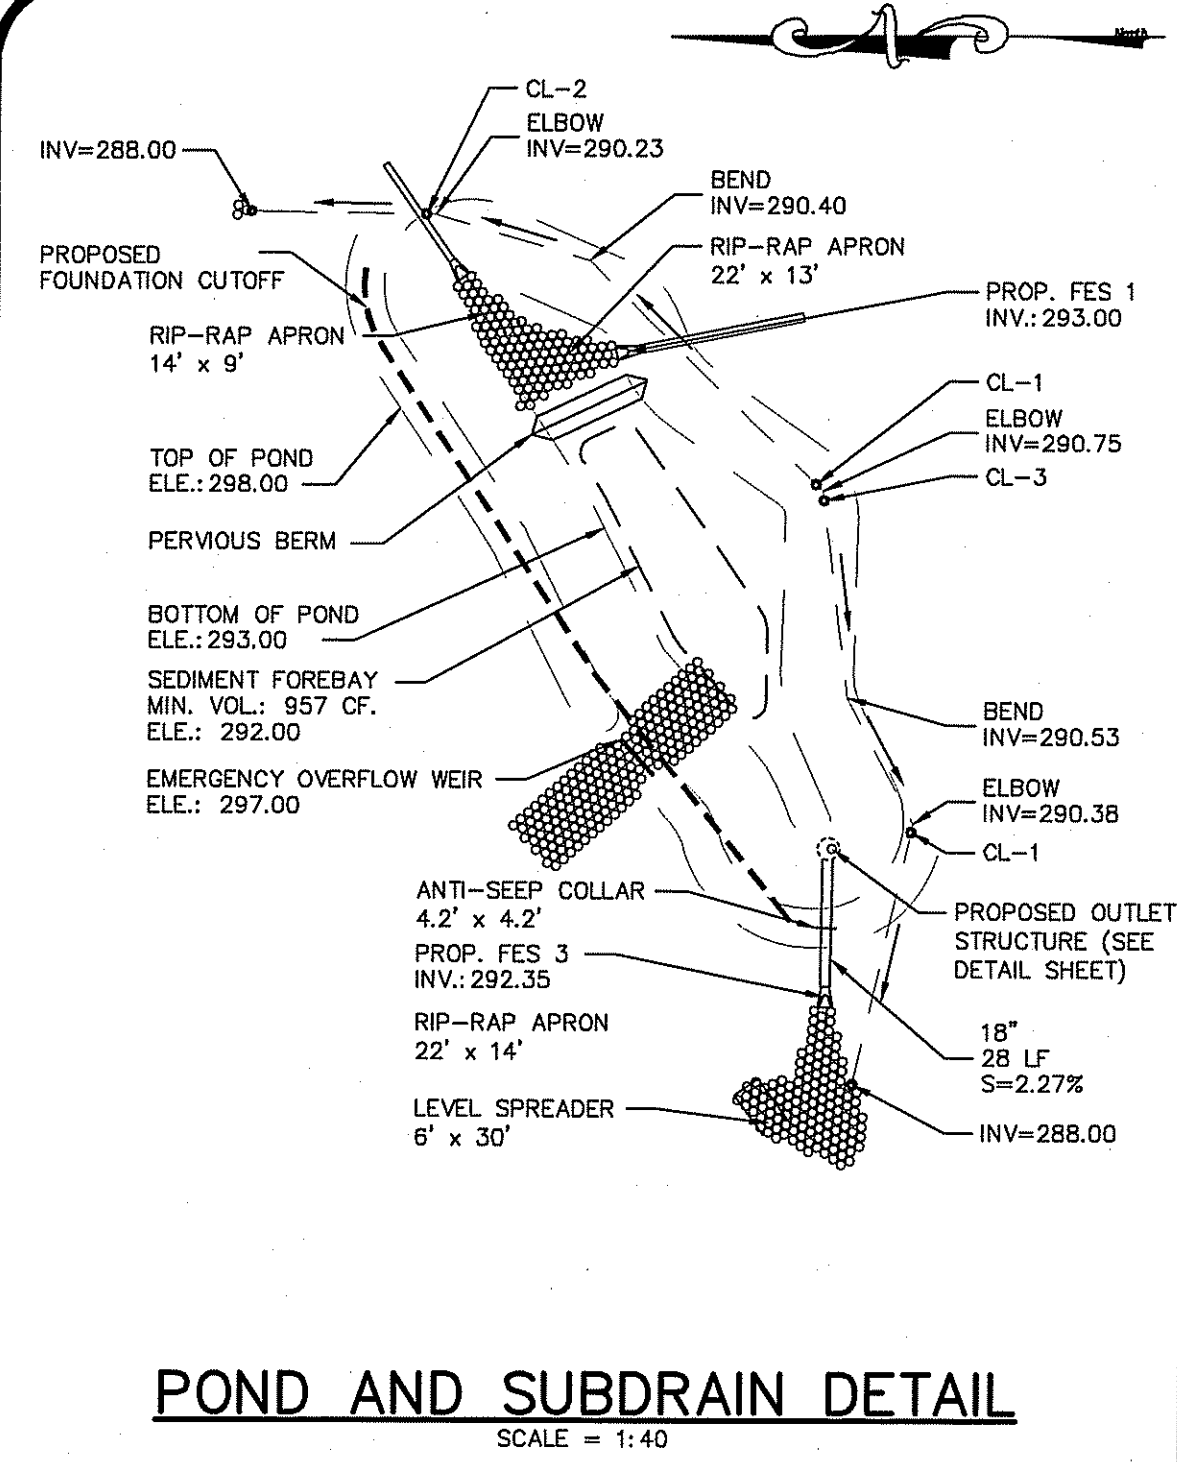 North
CL-2
ELBOW
INV=290.23
INV=288.00
BEND
INV=290.40
RIP-RAP APRON
22' x 13'
PROPOSED
FOUNDATION CUTOFF
PROP. FES 1
INV.: 293.00
RIP-RAP APRON
14' x 9'
CL-1
ELBOW
INV=290.75
CL-3
TOP OF POND
ELE.: 298.00
PERVIOUS BERM
BOTTOM OF POND
ELE.: 293.00
SEDIMENT FOREBAY
MIN. VOL.: 957 CF.
ELE.: 292.00
BEND
INV=290.53
EMERGENCY OVERFLOW WEIR
ELE.: 297.00
ELBOW
INV=290.38
CL-1
ANTI-SEEP COLLAR
4.2' x 4.2'
PROPOSED OUTLET
STRUCTURE (SEE
DETAIL SHEET)
PROP. FES 3
INV.: 292.35
RIP-RAP APRON
22' x 14'
18"
28 LF
S=2.27%
LEVEL SPREADER
6' x 30'
INV=288.00
POND AND SUBDRAIN DETAIL
SCALE = 1:40